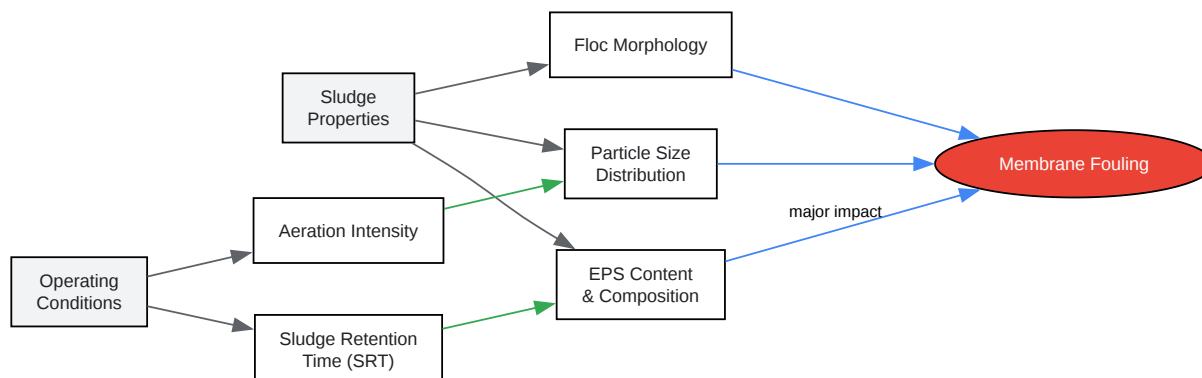 Floc Morphology
Sludge
Properties
Particle Size
Distribution
Membrane Fouling
major impact
Aeration Intensity
EPS Content
& Composition
Operating
Conditions
Sludge Retention
Time (SRT)